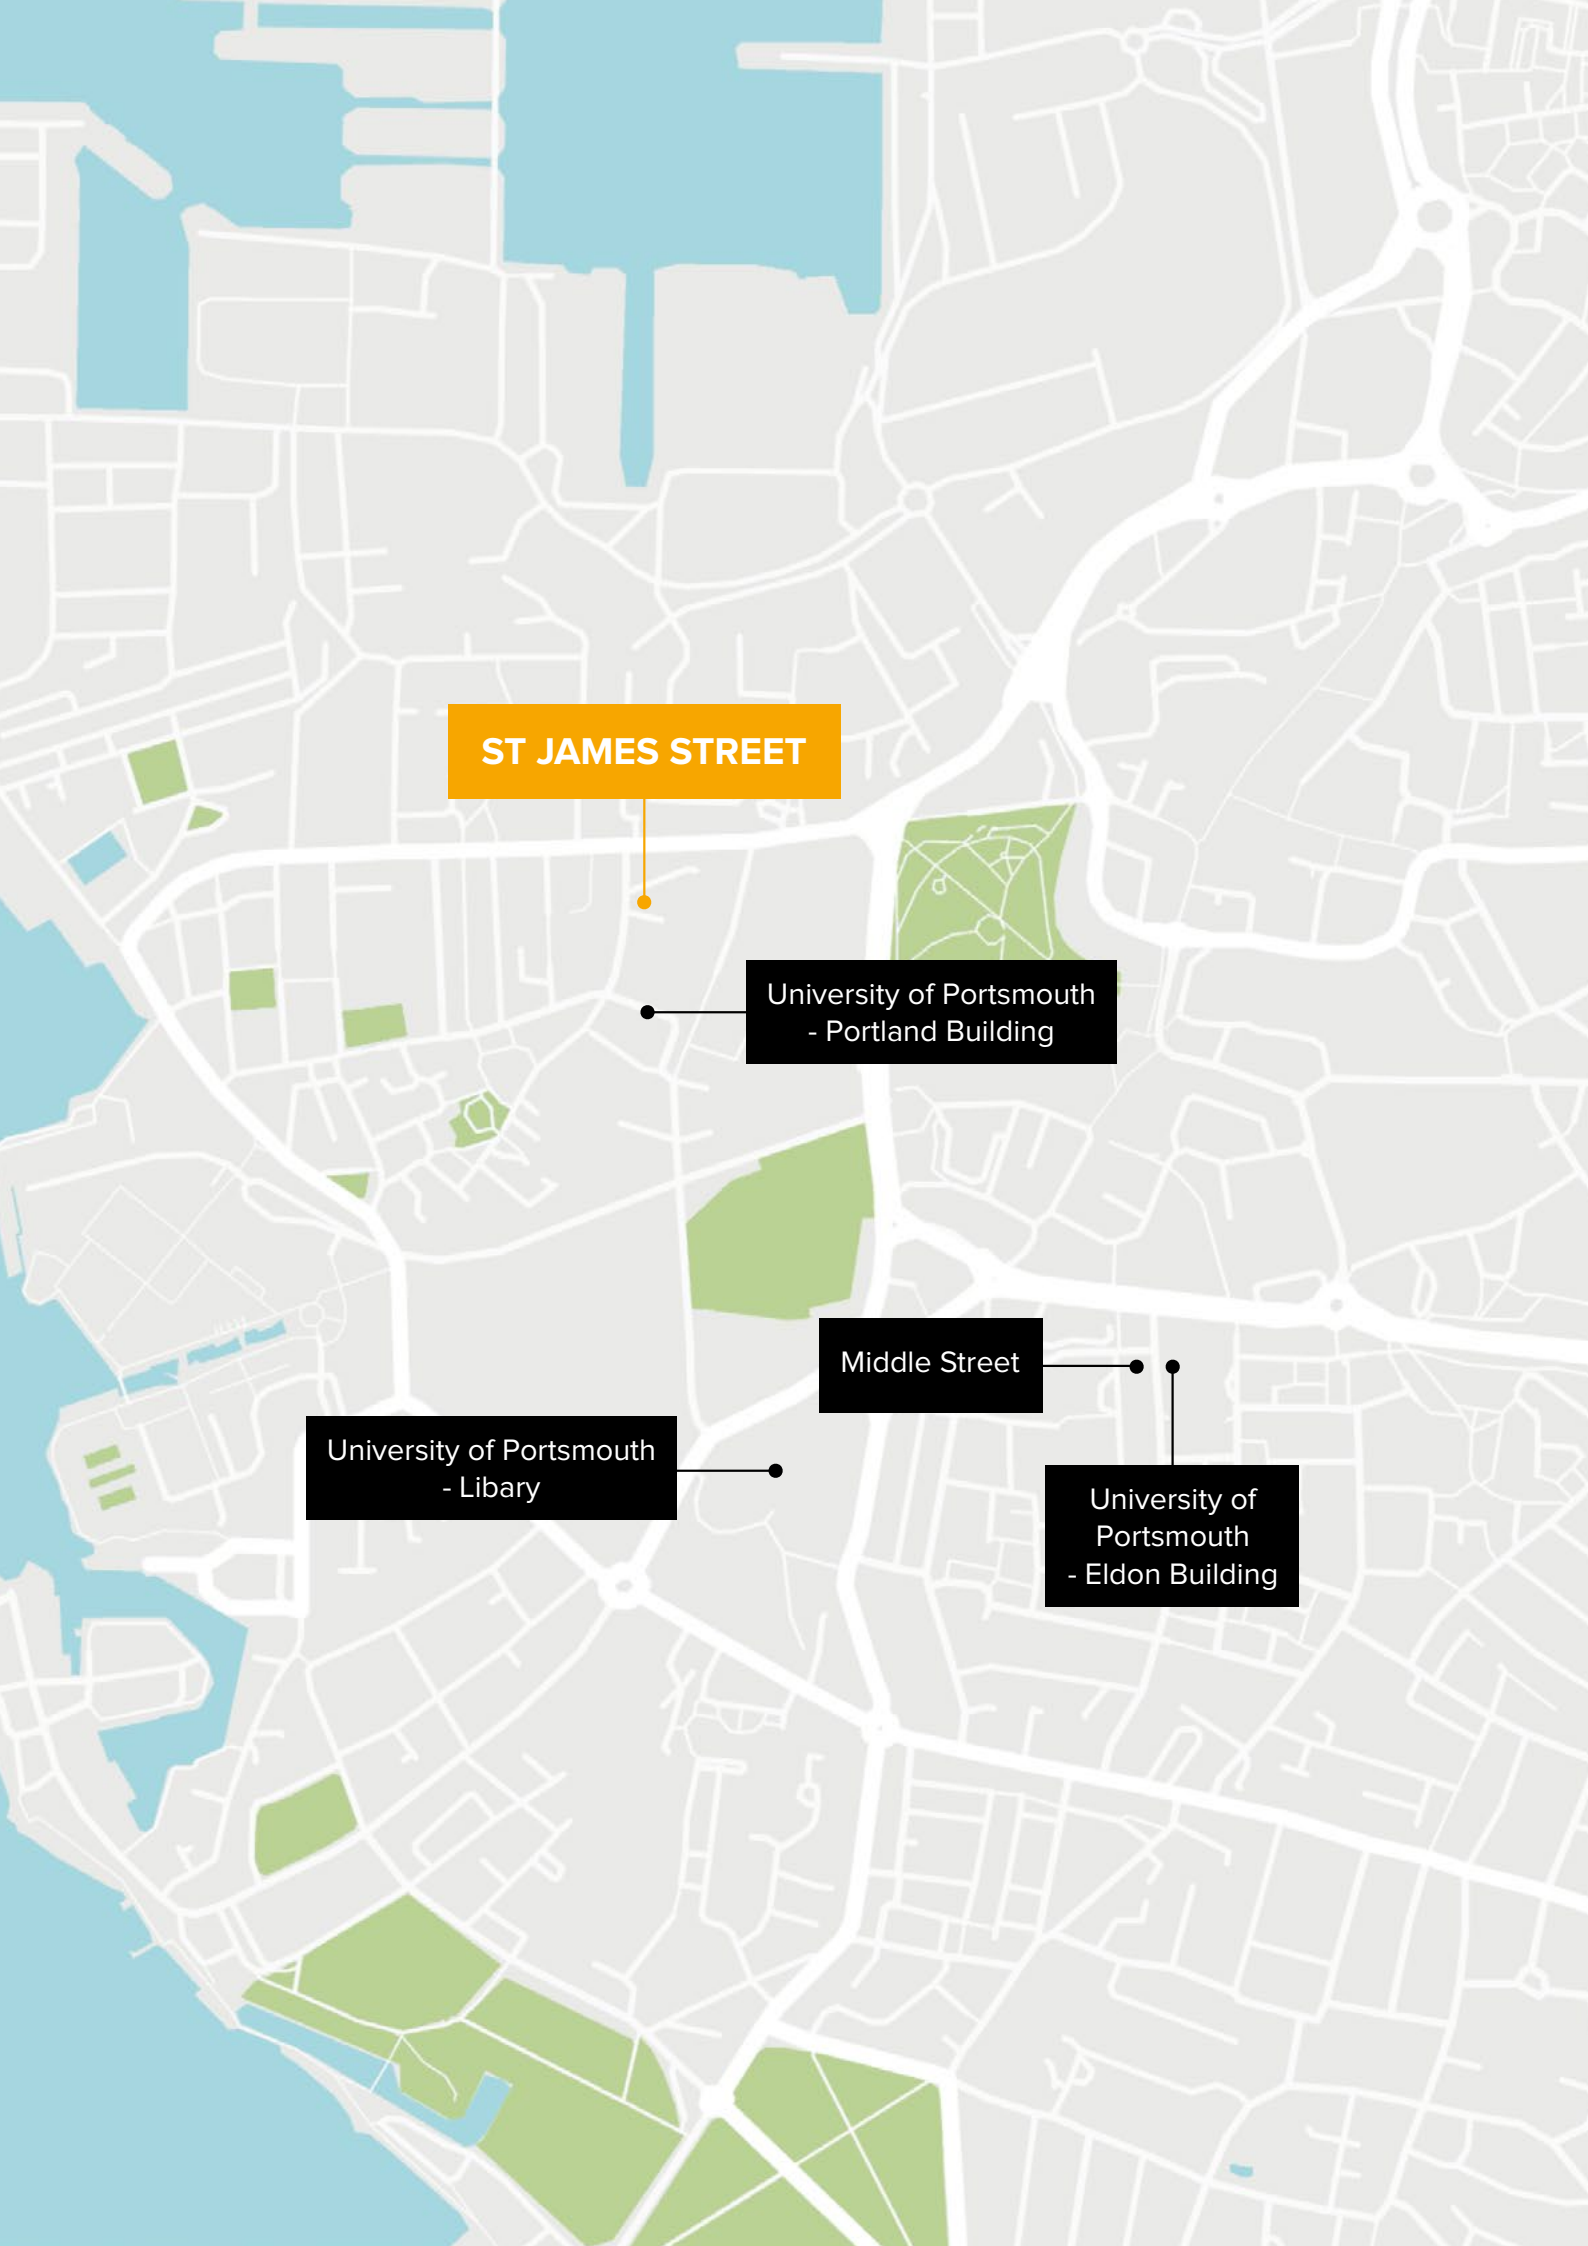 ST JAMES STREET
University of Portsmouth
- Portland Building
Middle Street
University of Portsmouth
- Libary
University of
Portsmouth
- Eldon Building